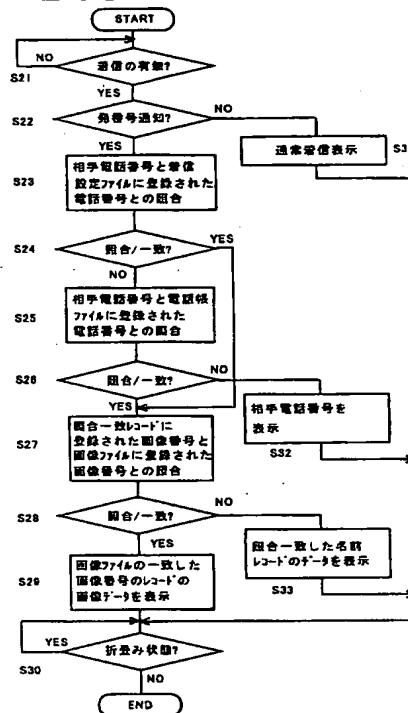 START
NO
S21
着信の有無?
YES
S22
発番号通知?
NO
YES
通常着信表示
S3
S23
相手電話番号と着信
設定ファイルに登録された
電話番号との照合
S24
照合/一致?
YES
NO
S25
相手電話番号と電話帳
ファイルに登録された
電話番号との照合
S26
照合/一致?
NO
YES
相手電話番号を
表示
S32
S27
照合一致レコードに
登録された画像番号と
画像ファイルに登録された
画像番号との照合
S28
照合/一致?
NO
YES
照合一致した名前
レコードのデータを表示
S33
S29
画像ファイルの一致した
画像番号のレコードの
画像データを表示
YES
折畳み状態?
S30
NO
END